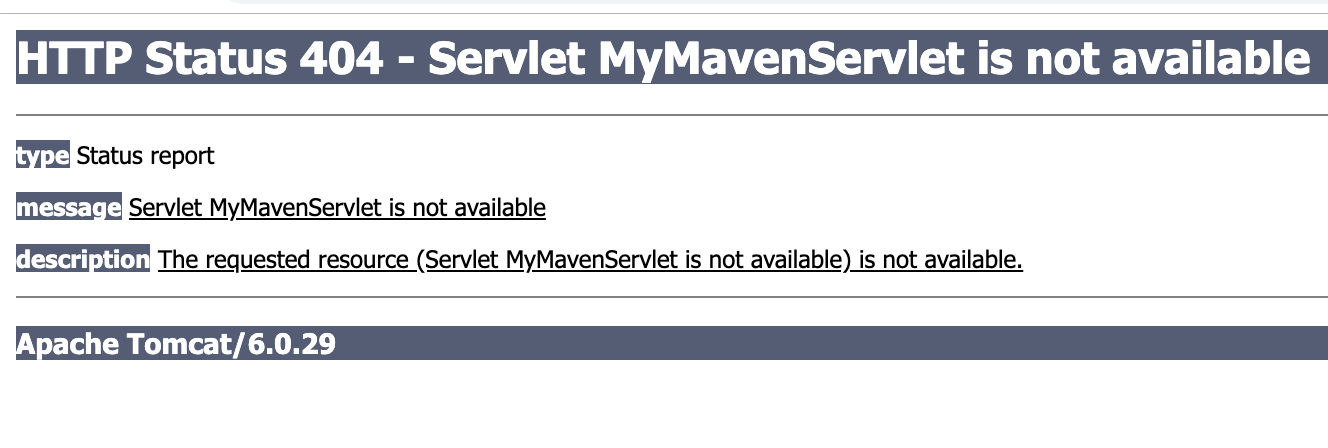 HTTP Status 404 - Servlet MyMavenServlet is not available
type Status report
message Servlet MyMavenServlet is not available
description The requested resource (Servlet MyMavenServlet is not available) is not available.
Apache Tomcat/6.0.29